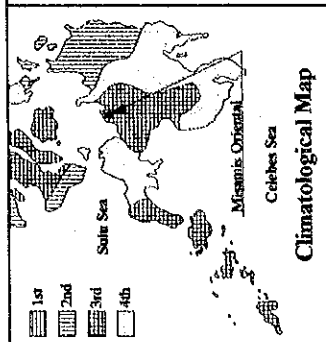 1st
2nd
3rd
4th
Sulu Sea
Misamis Oriental
Celebes Sea
Climatological Map